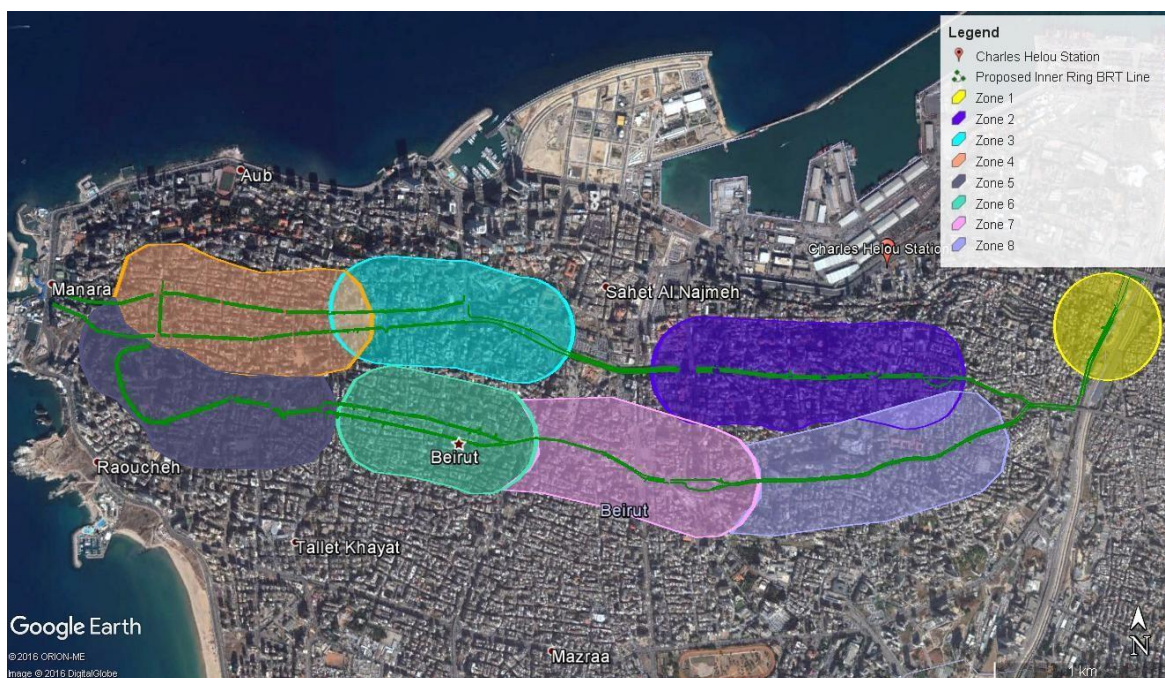 Legend
Charles Helou Station
Proposed Inner Ring BRT Line
Zone 1
Zone 2
Zone 3
Zone 4
Zone 5
Zone 6
Zone 7
Zone 8
Aub
Charles Helou Station
Manara
Sahet Al Najmeh
Beirut
Raoucheh
Beirut
Tallet Khayat
Google Earth
N
©2016 ORION-ME
Mazraa
Image © 2016 DigitalGlobe
1 km